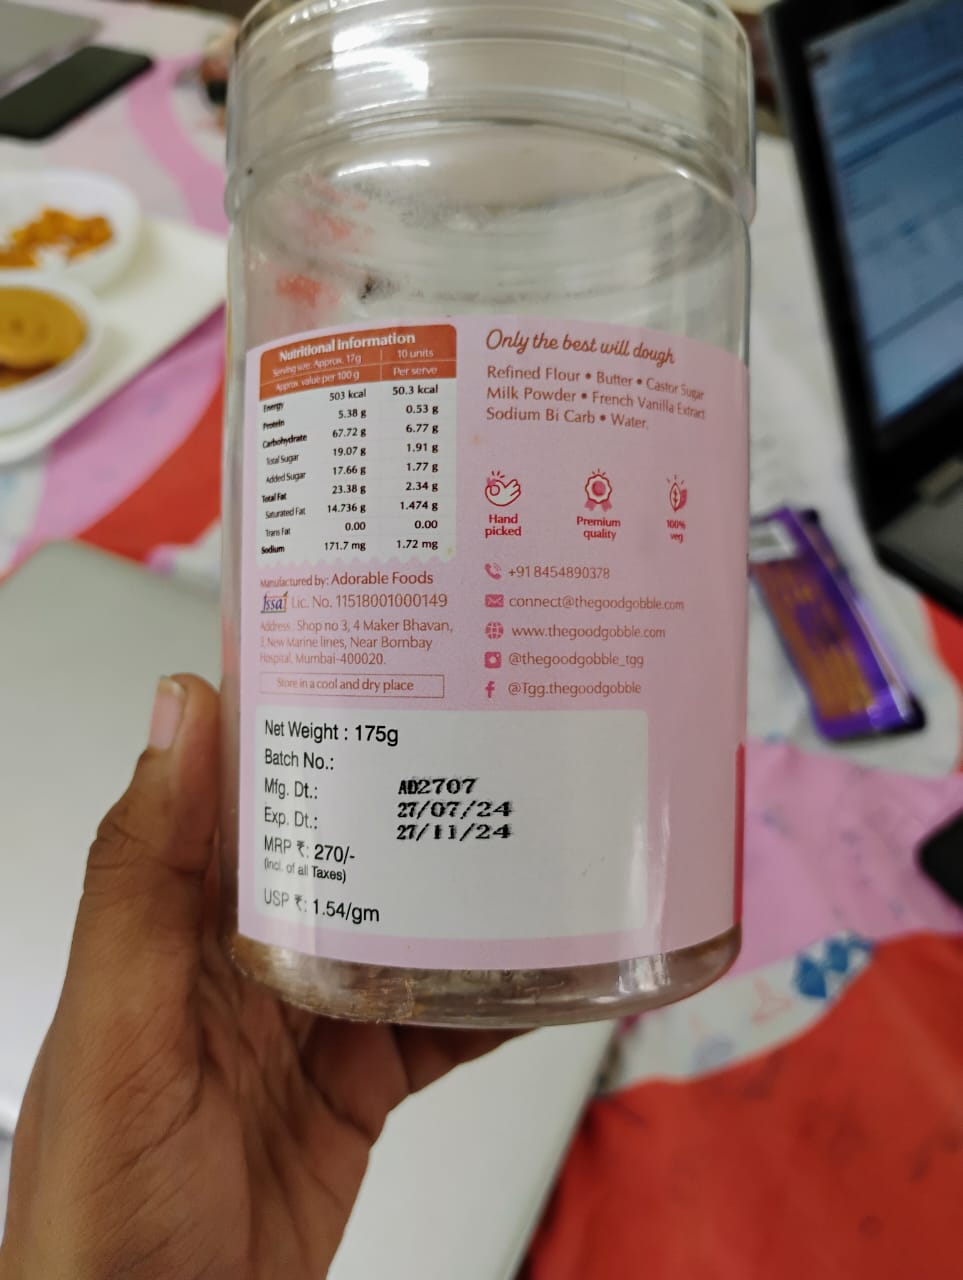 Nutritional Information
Serving size: Approx. 17g
10 units
Approx. value per 100 g
Per serve
Energy 503 kcal 50.3 kcal
Protein 5.38 g 0.53 g
Carbohydrate 67.72 g 6.77 g
Total Sugar 19.07 g 1.91 g
Added Sugar 17.66 g 1.77 g
Total Fat 23.38 g 2.34 g
Saturated Fat 14.736 g 1.474 g
Trans Fat 0.00 0.00
Sodium 171.7 mg 1.72 mg
Manufactured by: Adorable Foods
fssai Lic. No. 11518001000149
Address : Shop no 3, 4 Maker Bhavan,
3, New Marine lines, Near Bombay
Hospital, Mumbai-400020.
Store in a cool and dry place
Only the best will dough
Refined Flour • Butter • Castor Sugar
Milk Powder • French Vanilla Extract
Sodium Bi Carb • Water.
Hand
picked
Premium
quality
100%
veg
+91 8454890378
connect@thegoodgobble.com
www.thegoodgobble.com
@thegoodgobble_tgg
@Tgg.thegoodgobble
Net Weight : 175g
Batch No.: AD2707
Mfg. Dt.: 27/07/24
Exp. Dt.: 27/11/24
MRP ₹: 270/-
(Incl. of all Taxes)
USP ₹: 1.54/gm